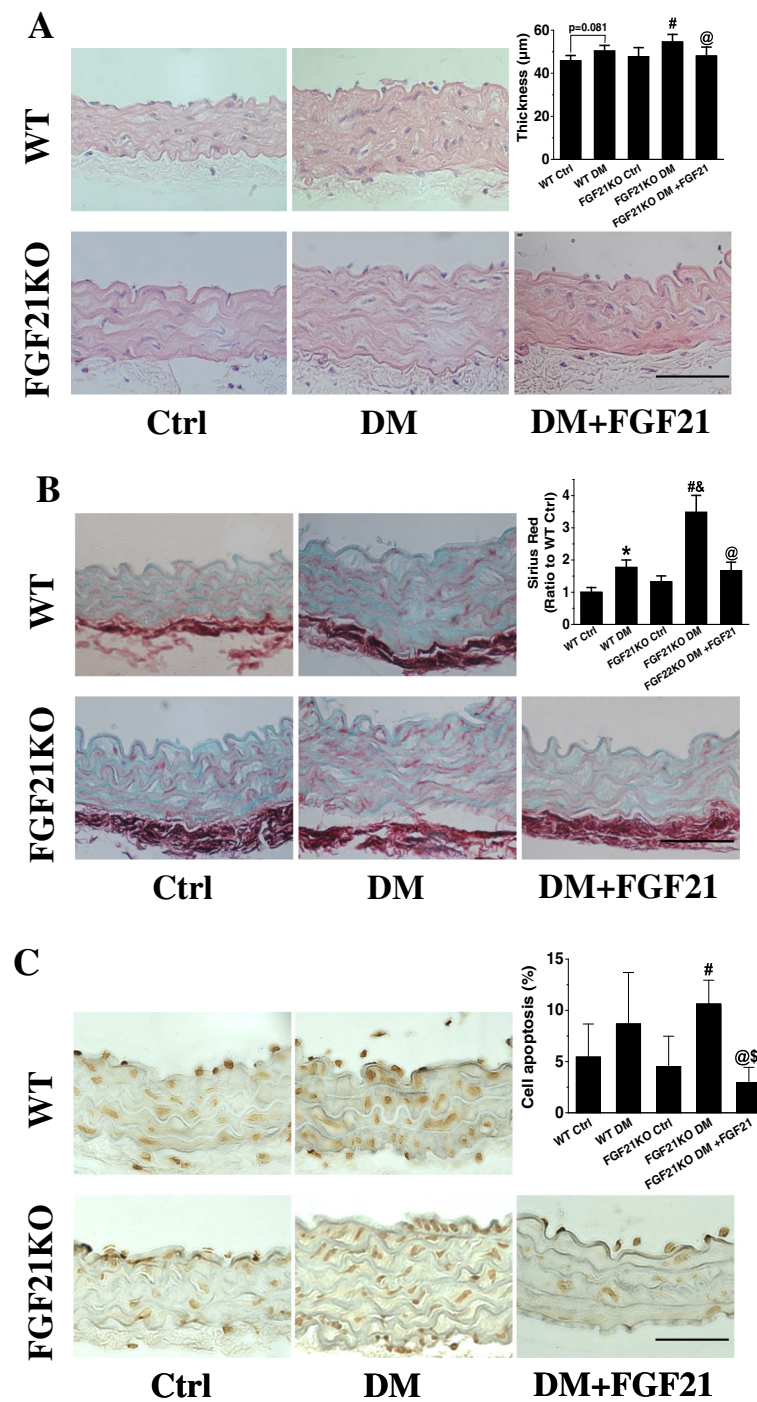 A
WT
FGF21KO
Ctrl
DM
DM+FGF21
Thickness (μm)
60
40
20
0
p=0.081
#
@
WT Ctrl
WT DM
FGF21KO Ctrl
FGF21KO DM
FGF21KO DM +FGF21
B
WT
FGF21KO
Ctrl
DM
DM+FGF21
Sirius Red
(Ratio to WT Ctrl)
4
3
2
1
0
*
#&
@
WT Ctrl
WT DM
FGF21KO Ctrl
FGF21KO DM
FGF22KO DM +FGF21
C
WT
FGF21KO
Ctrl
DM
DM+FGF21
Cell apoptosis (%)
15
10
5
0
#
@$
WT Ctrl
WT DM
FGF21KO Ctrl
FGF21KO DM
FGF21KO DM +FGF21